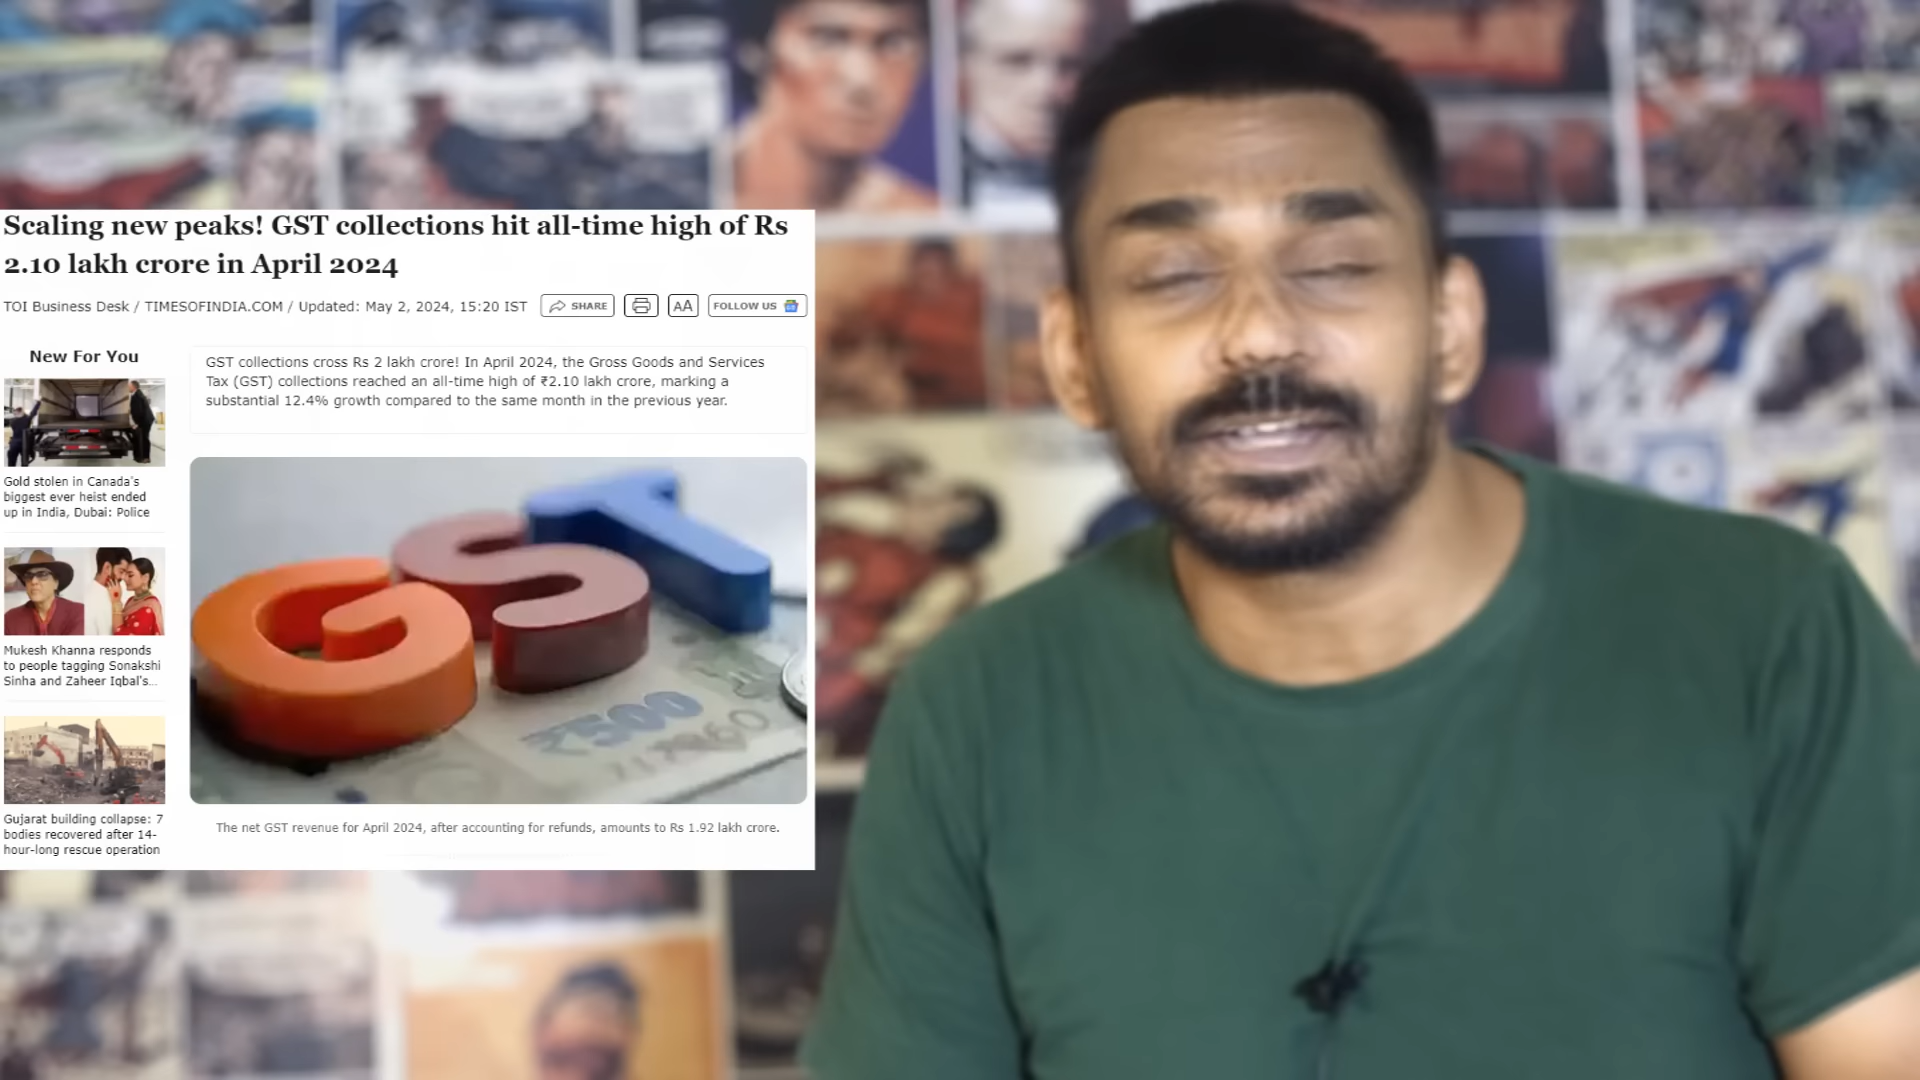 Scaling new peaks! GST collections hit all-time high of Rs
2.10 lakh crore in April 2024
TOI Business Desk / TIMESOFINDIA.COM / Updated: May 2, 2024, 15:20 IST
SHARE
AA
FOLLOW US
New For You
Gold stolen in Canada's
biggest ever heist ended
up in India, Dubai: Police
Mukesh Khanna responds
to people tagging Sonakshi
Sinha and Zaheer Iqbal's...
Gujarat building collapse: 7
bodies recovered after 14-
hour-long rescue operation
GST collections cross Rs 2 lakh crore! In April 2024, the Gross Goods and Services
Tax (GST) collections reached an all-time high of ₹2.10 lakh crore, marking a
substantial 12.4% growth compared to the same month in the previous year.
GST
₹500
The net GST revenue for April 2024, after accounting for refunds, amounts to Rs 1.92 lakh crore.